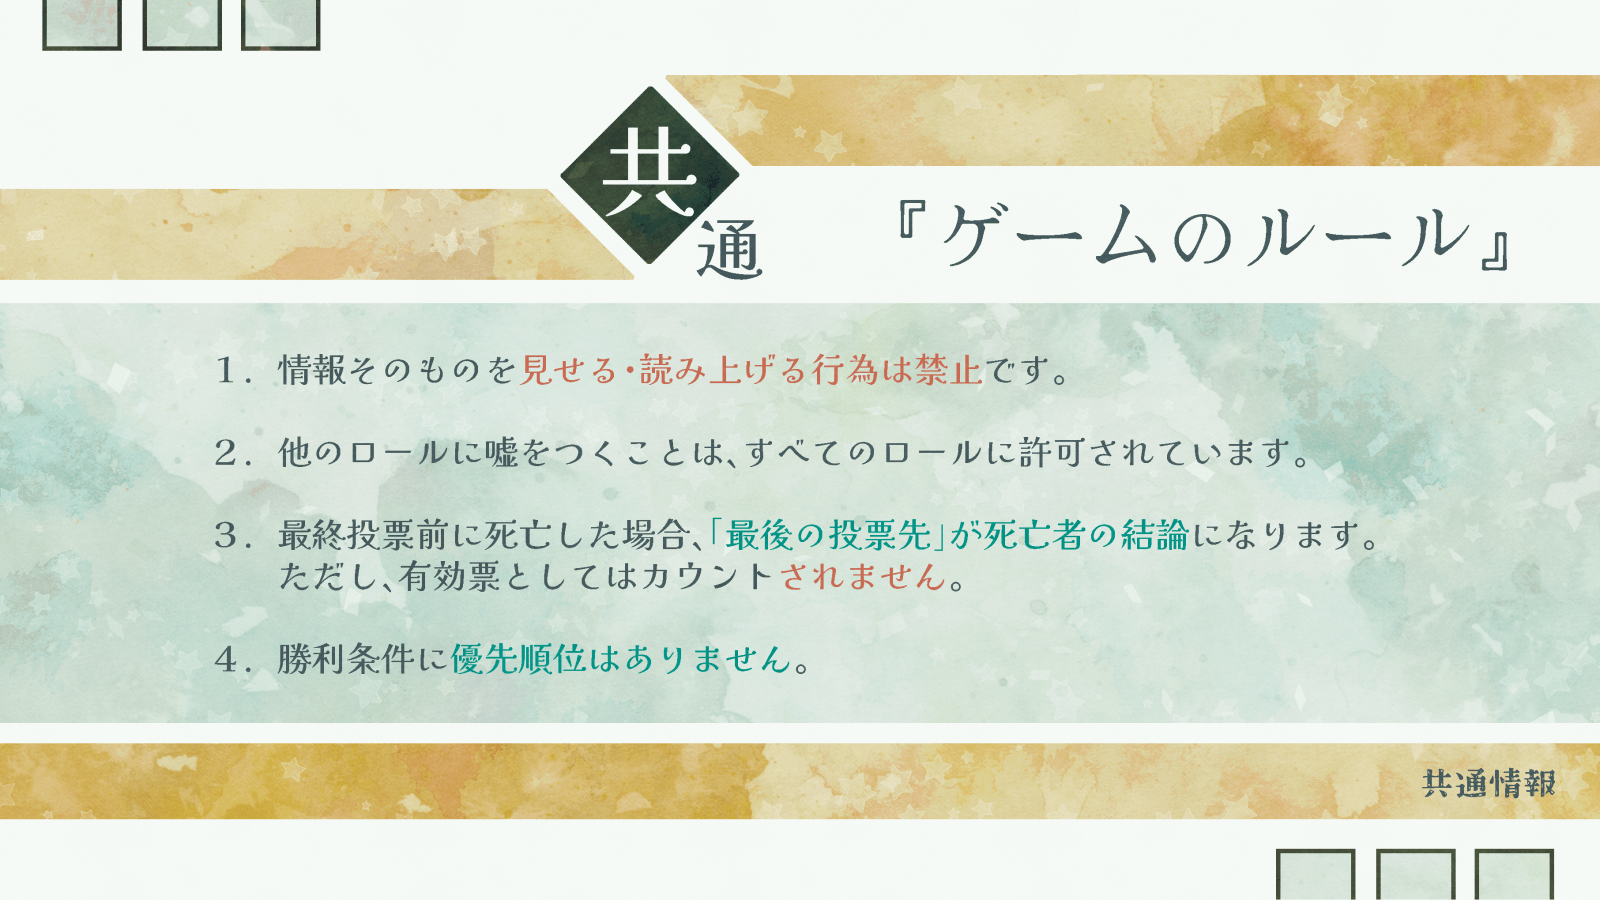 共通
『ゲームのルール』
１．情報そのものを見せる・読み上げる行為は禁止です。
２．他のロールに嘘をつくことは、すべてのロールに許可されています。
３．最終投票前に死亡した場合、「最後の投票先」が死亡者の結論になります。
ただし、有効票としてはカウントされません。
４．勝利条件に優先順位はありません。
共通情報